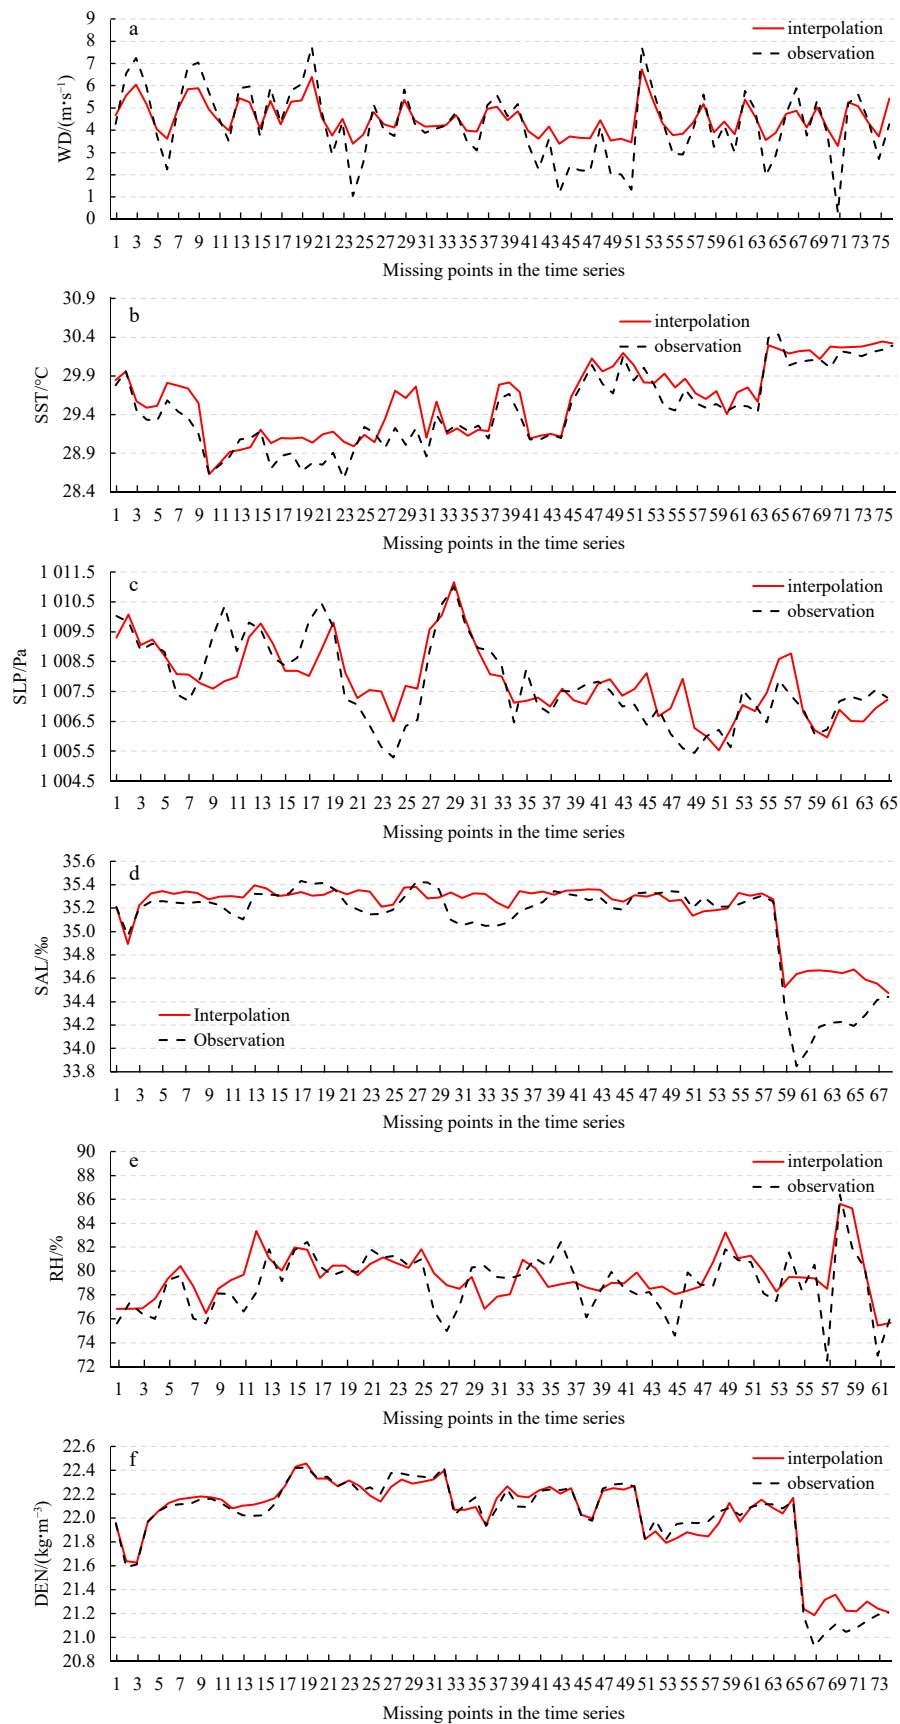 a
interpolation
observation
WD/(m·s⁻¹)
9
8
7
6
5
4
3
2
1
0
1 3 5 7 9 11 13 15 17 19 21 23 25 27 29 31 33 35 37 39 41 43 45 47 49 51 53 55 57 59 61 63 65 67 69 71 73 75
Missing points in the time series
b
interpolation
observation
SST/°C
30.9
30.4
29.9
29.4
28.9
28.4
1 3 5 7 9 11 13 15 17 19 21 23 25 27 29 31 33 35 37 39 41 43 45 47 49 51 53 55 57 59 61 63 65 67 69 71 73 75
Missing points in the time series
c
interpolation
observation
SLP/Pa
1 011.5
1 010.5
1 009.5
1 008.5
1 007.5
1 006.5
1 005.5
1 004.5
1 3 5 7 9 11 13 15 17 19 21 23 25 27 29 31 33 35 37 39 41 43 45 47 49 51 53 55 57 59 61 63 65
Missing points in the time series
d
SAL/‰
35.6
35.4
35.2
35.0
34.6
34.4
34.2
34.0
33.8
Interpolation
Observation
1 3 5 7 9 11 13 15 17 19 21 23 25 27 29 31 33 35 37 39 41 43 45 47 49 51 53 55 57 59 61 63 65 67
Missing points in the time series
e
interpolation
observation
RH/%
90
88
86
84
82
80
78
76
74
72
1 3 5 7 9 11 13 15 17 19 21 23 25 27 29 31 33 35 37 39 41 43 45 47 49 51 53 55 57 59 61
Missing points in the time series
f
interpolation
observation
DEN/(kg·m⁻³)
22.6
22.4
22.2
22.0
21.8
21.6
21.4
21.2
21.0
20.8
1 3 5 7 9 11 13 15 17 19 21 23 25 27 29 31 33 35 37 39 41 43 45 47 49 51 53 55 57 59 61 63 65 67 69 71 73
Missing points in the time series